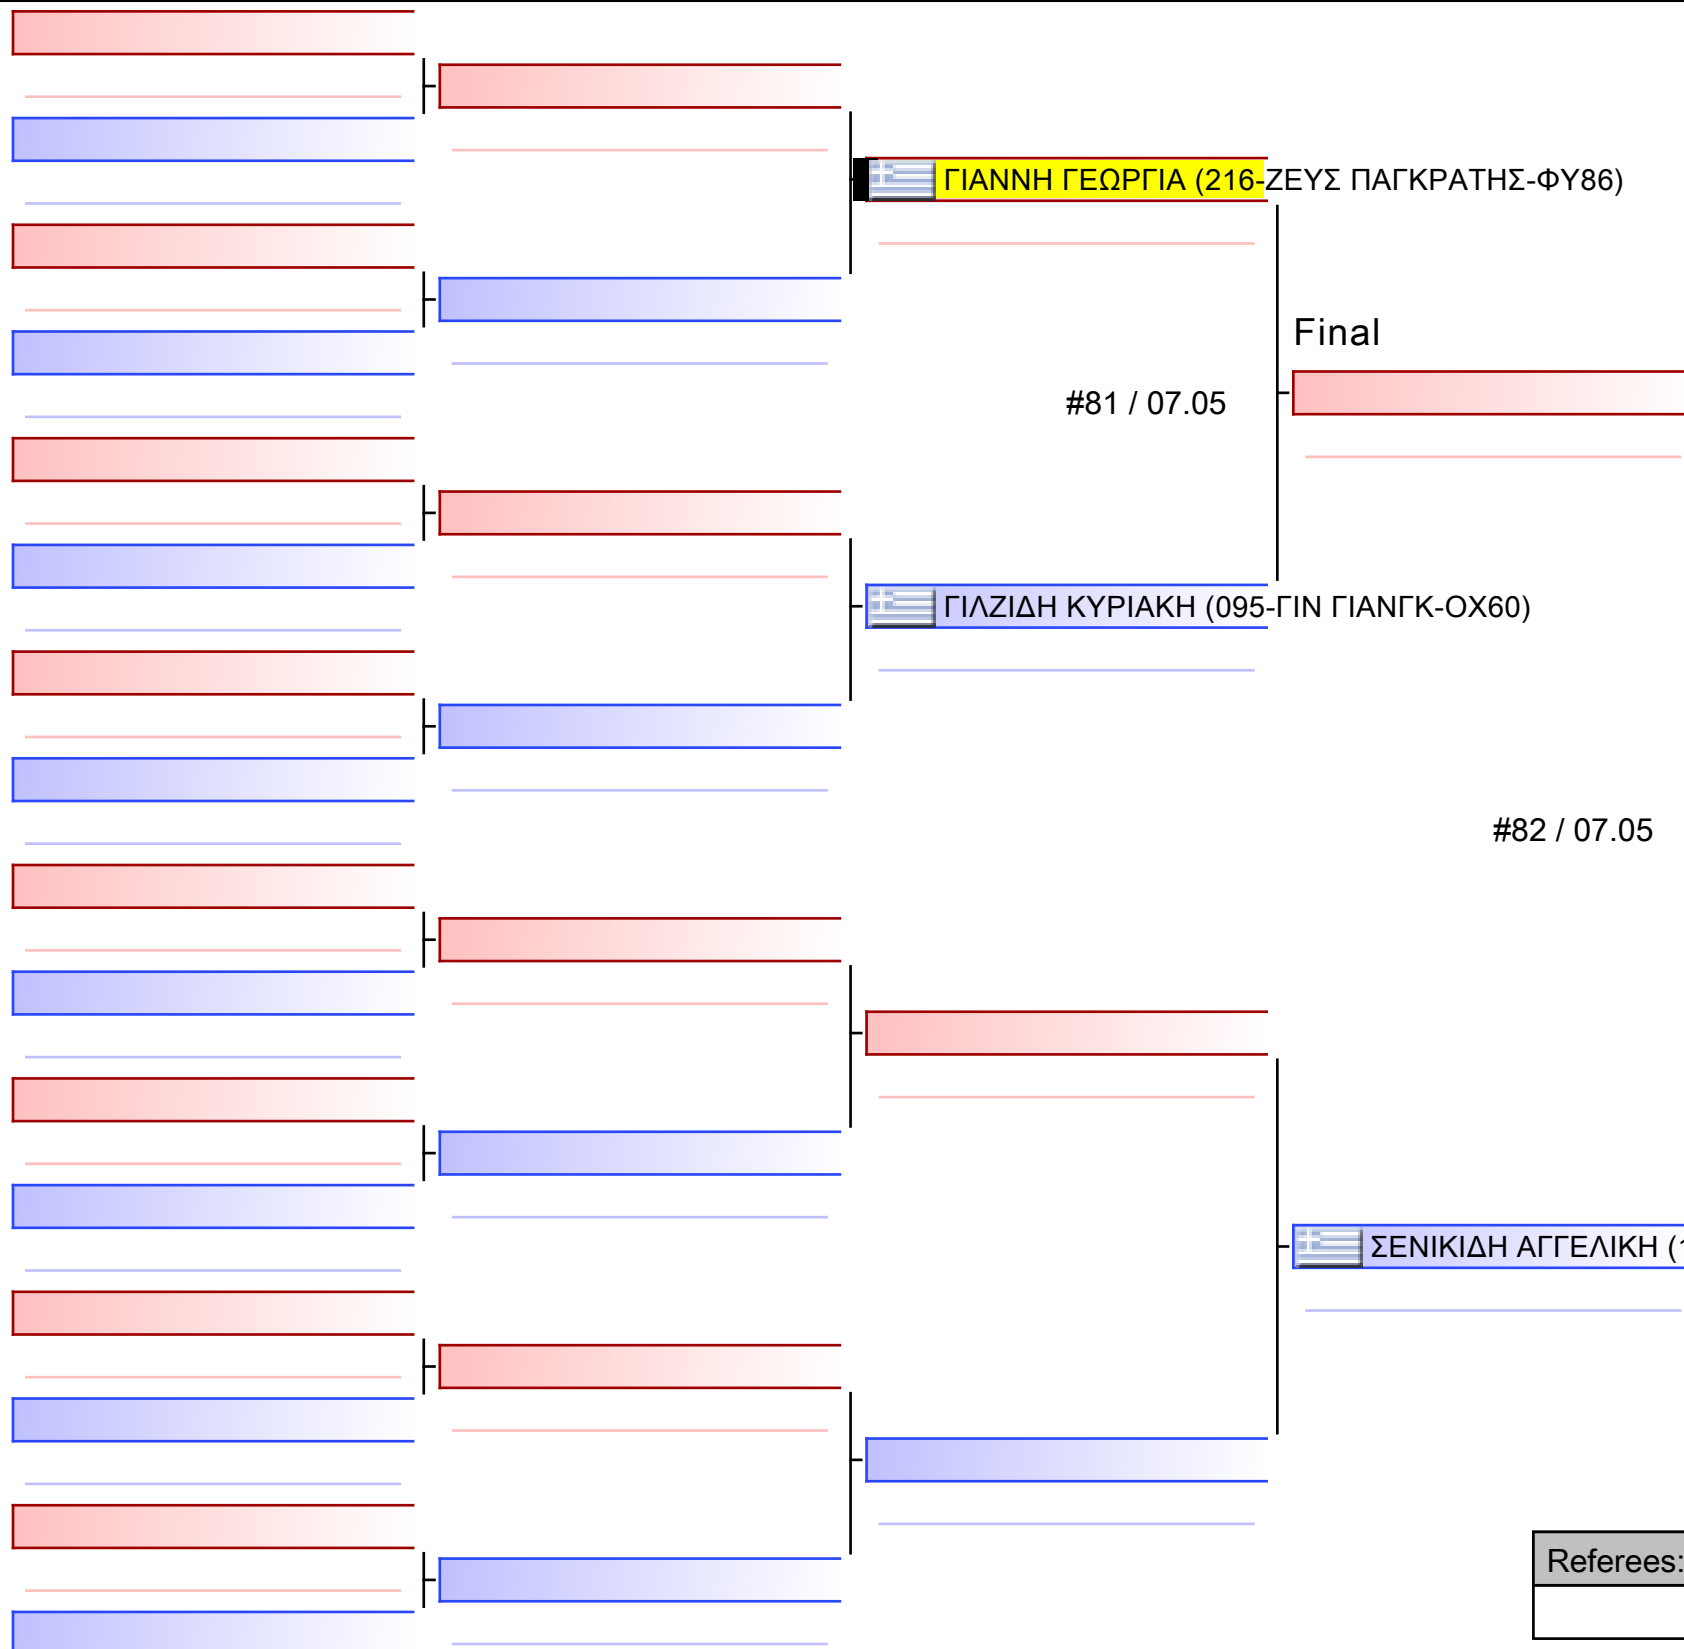 ΓΙΑΝΝΗ ΓΕΩΡΓΙΑ (216-ΖΕΥΣ ΠΑΓΚΡΑΤΗΣ-ΦΥ86)
Final
#81 / 07.05
ΓΙΛΖΙΔΗ ΚΥΡΙΑΚΗ (095-ΓΙΝ ΓΙΑΝΓΚ-ΟΧ60)
#82 / 07.05
ΣΕΝΙΚΙΔΗ ΑΓΓΕΛΙΚΗ (
Referees: